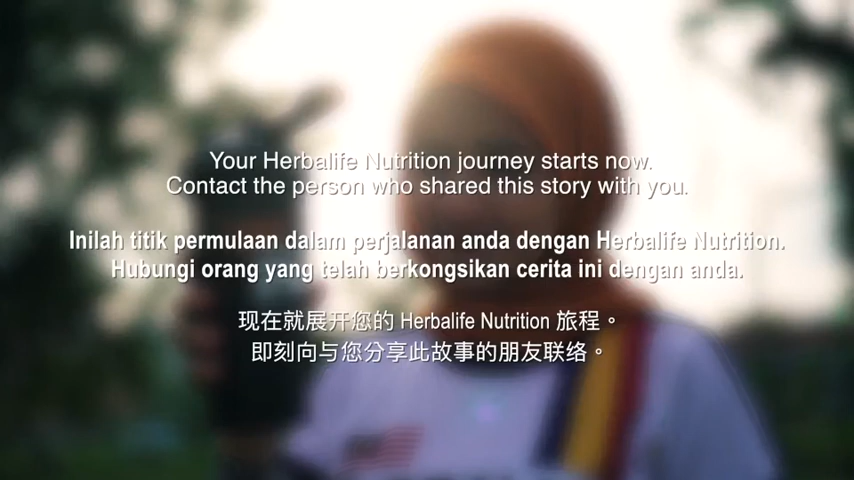 Your Herbalife Nutrition journey starts now.
Contact the person who shared this story with you.
Inilah titik permulaan dalam perjalanan anda dengan Herbalife Nutrition.
Hubungi orang yang telah berkongsikan cerita ini dengan anda.
现在就展开您的 Herbalife Nutrition 旅程。
即刻向与您分享此故事的朋友联络。